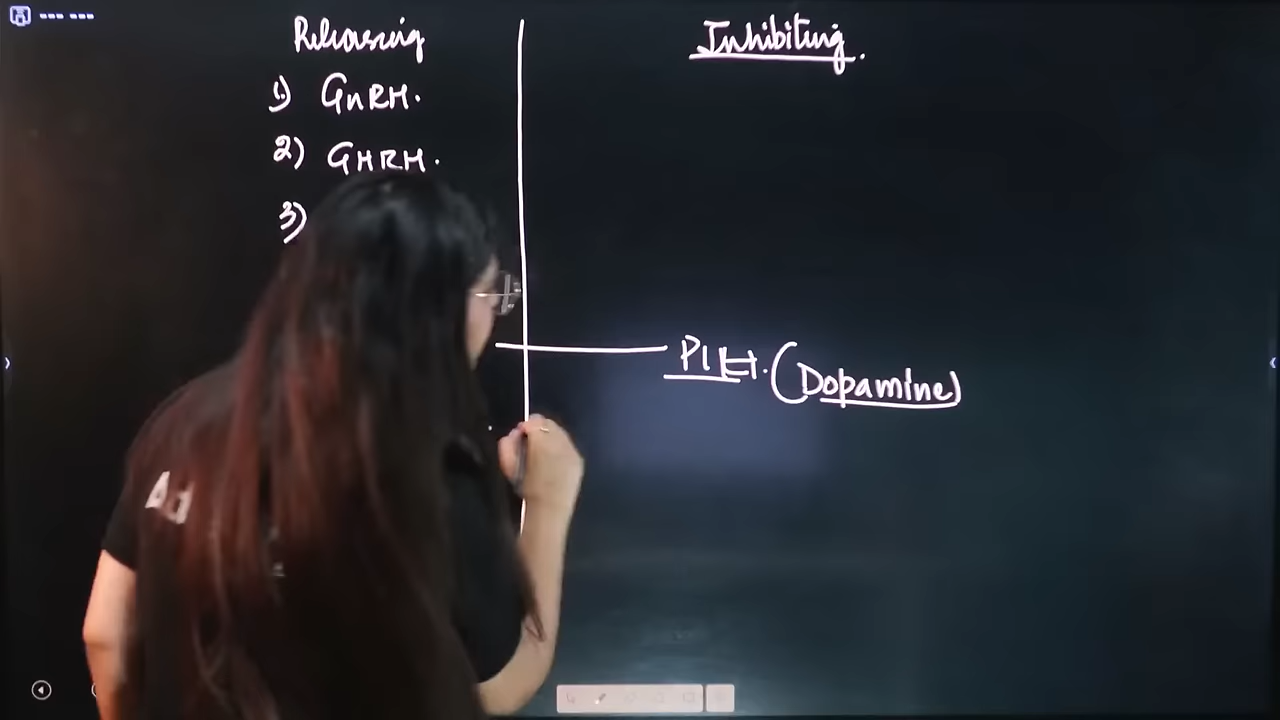 Releasing
Inhibiting.
1) GnRH.
2) GHRH.
3)
PIH. (Dopamine)